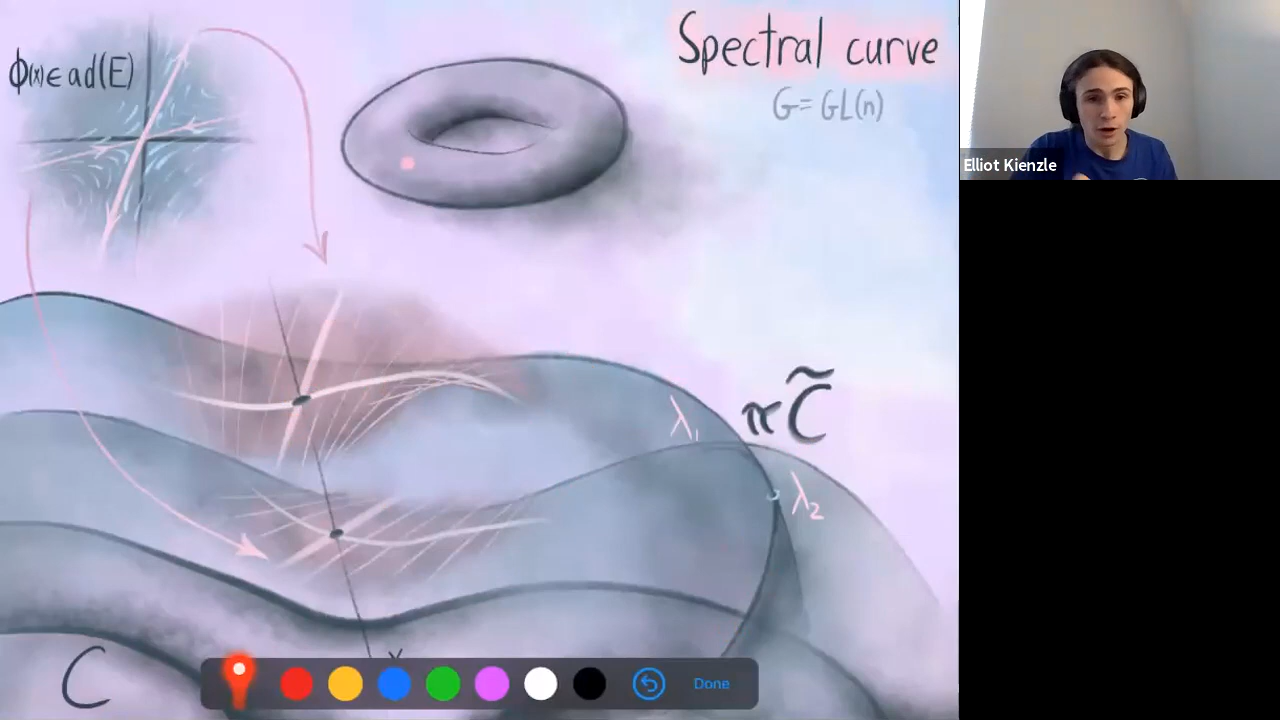 Spectral curve
G = GL(n)
ϕ(x) ∈ ad(E)
Elliot Kienzle
λ₁
C̃
λ₂
C
Done